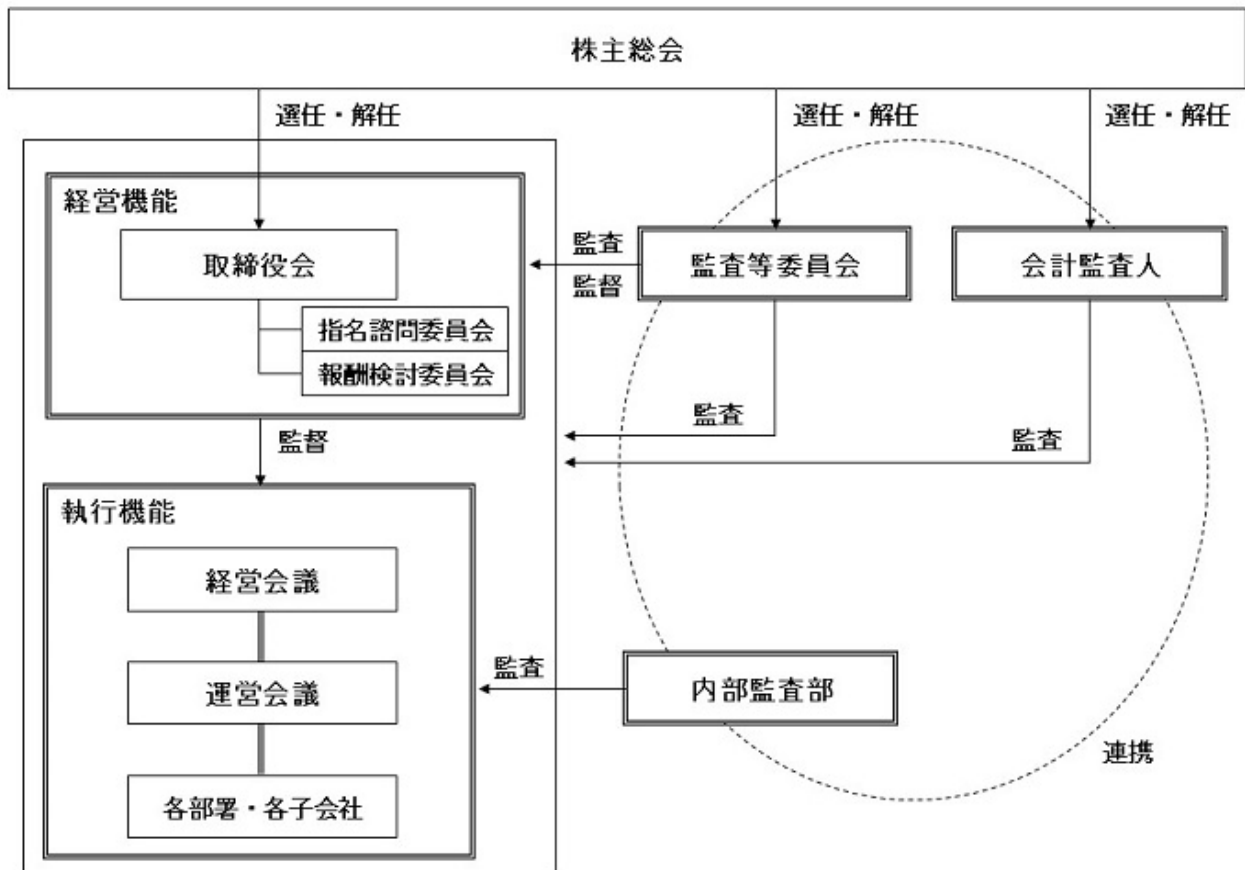 株主総会
選任・解任
選任・解任
選任・解任
経営機能
取締役会
指名諮問委員会
報酬検討委員会
監査
監督
監査等委員会
会計監査人
監査
監査
監督
執行機能
経営会議
運営会議
各部署・各子会社
監査
内部監査部
連携